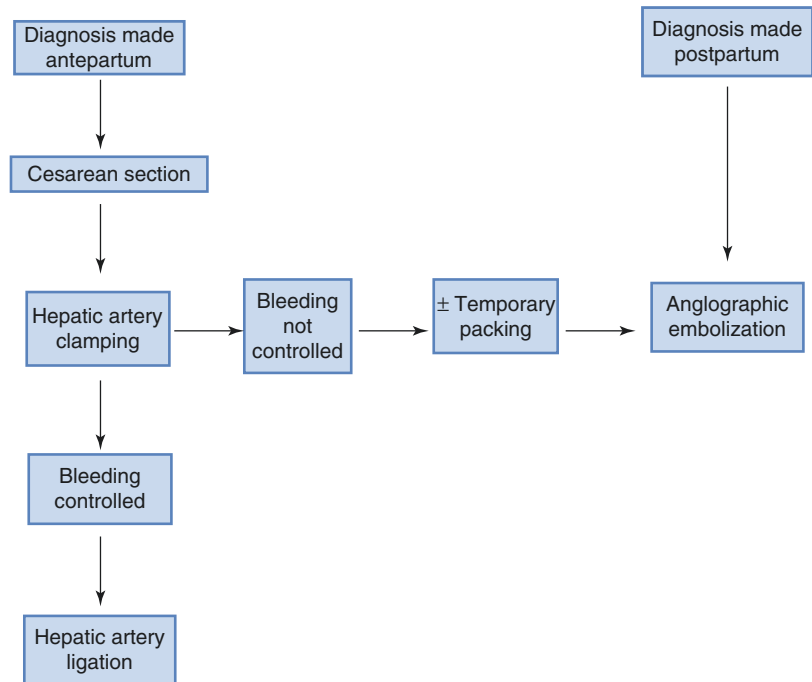 Diagnosis made
antepartum
Diagnosis made
postpartum
Cesarean section
Hepatic artery
clamping
Bleeding
not
controlled
± Temporary
packing
Anglographic
embolization
Bleeding
controlled
Hepatic artery
ligation